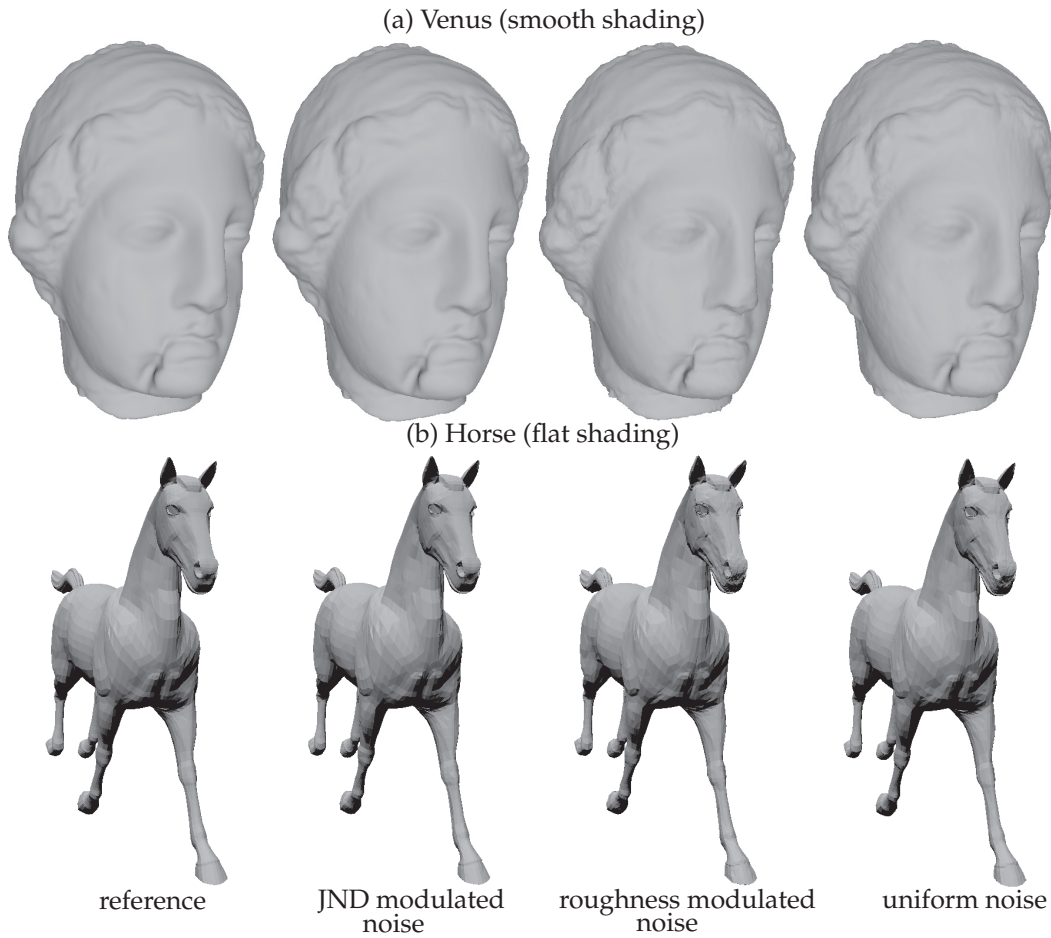 (a) Venus (smooth shading)
(b) Horse (flat shading)
reference
JND modulated
noise
roughness modulated
noise
uniform noise